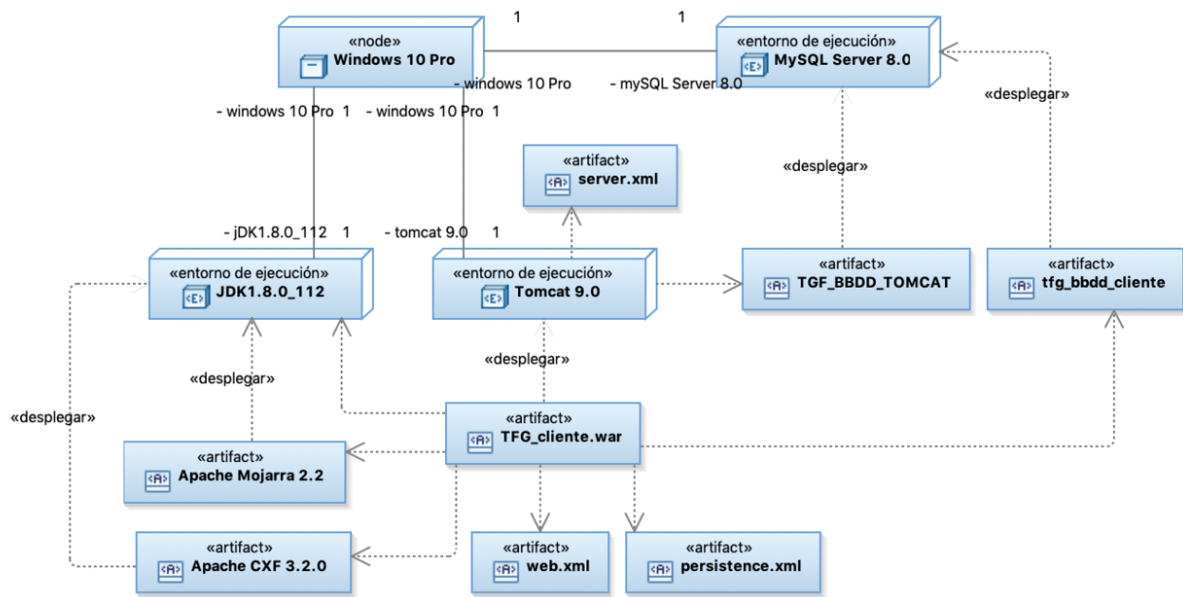 1
1
«node»
Windows 10 Pro
«entorno de ejecución»
MySQL Server 8.0
- windows 10 Pro
- mySQL Server 8.0
«desplegar»
- windows 10 Pro 1
- windows 10 Pro 1
«artifact»
server.xml
«desplegar»
- jDK1.8.0_112 1
- tomcat 9.0 1
«entorno de ejecución»
JDK1.8.0_112
«entorno de ejecución»
Tomcat 9.0
«artifact»
TGF_BBDD_TOMCAT
«artifact»
tfg_bbdd_cliente
«desplegar»
«desplegar»
«desplegar»
«artifact»
TFG_cliente.war
«artifact»
Apache Mojarra 2.2
«artifact»
Apache CXF 3.2.0
«artifact»
web.xml
«artifact»
persistence.xml